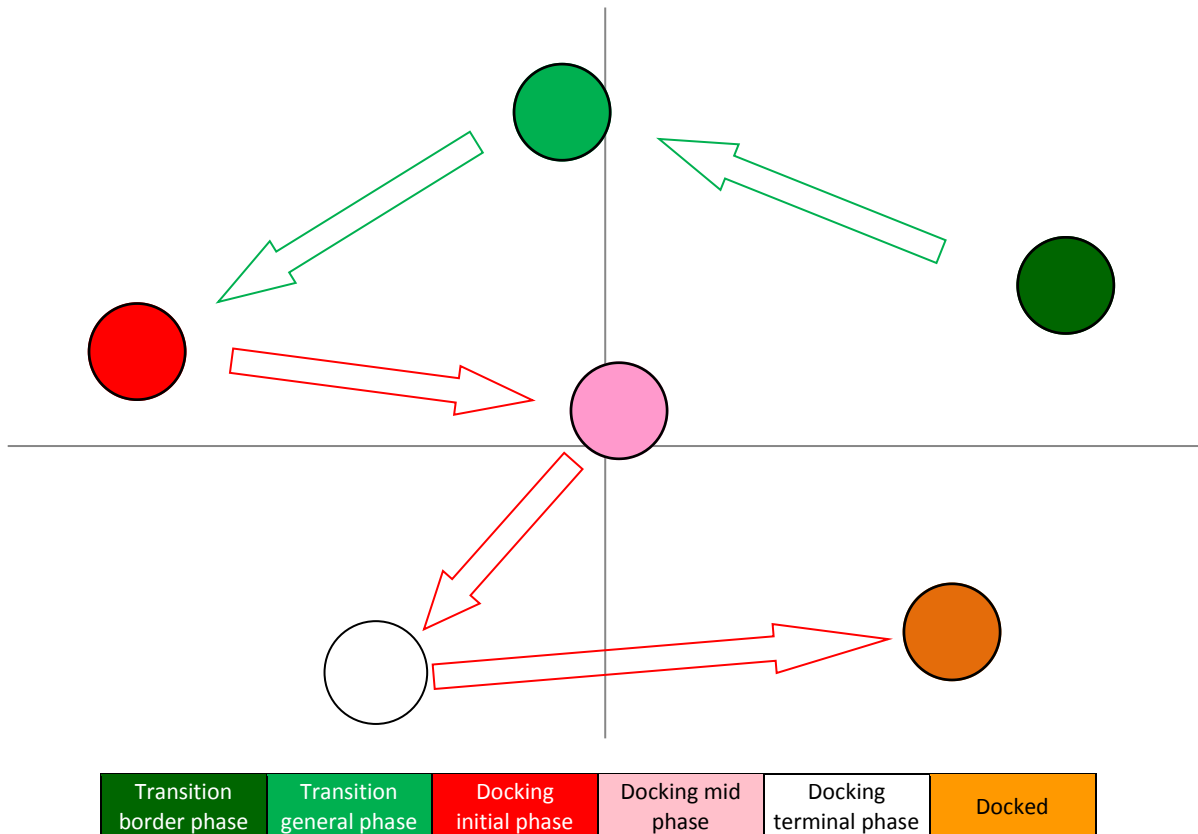 Transition
border phase
Transition
general phase
Docking
initial phase
Docking mid
phase
Docking
terminal phase
Docked